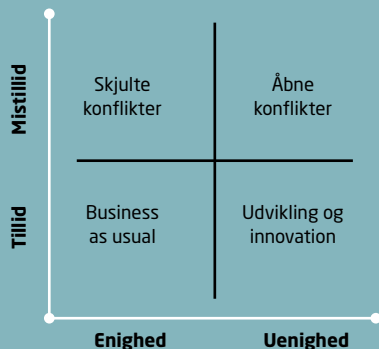 Mistillid
Skjulte
konflikter
Åbne
konflikter
Tillid
Business
as usual
Udvikling og
innovation
Enighed
Uenighed